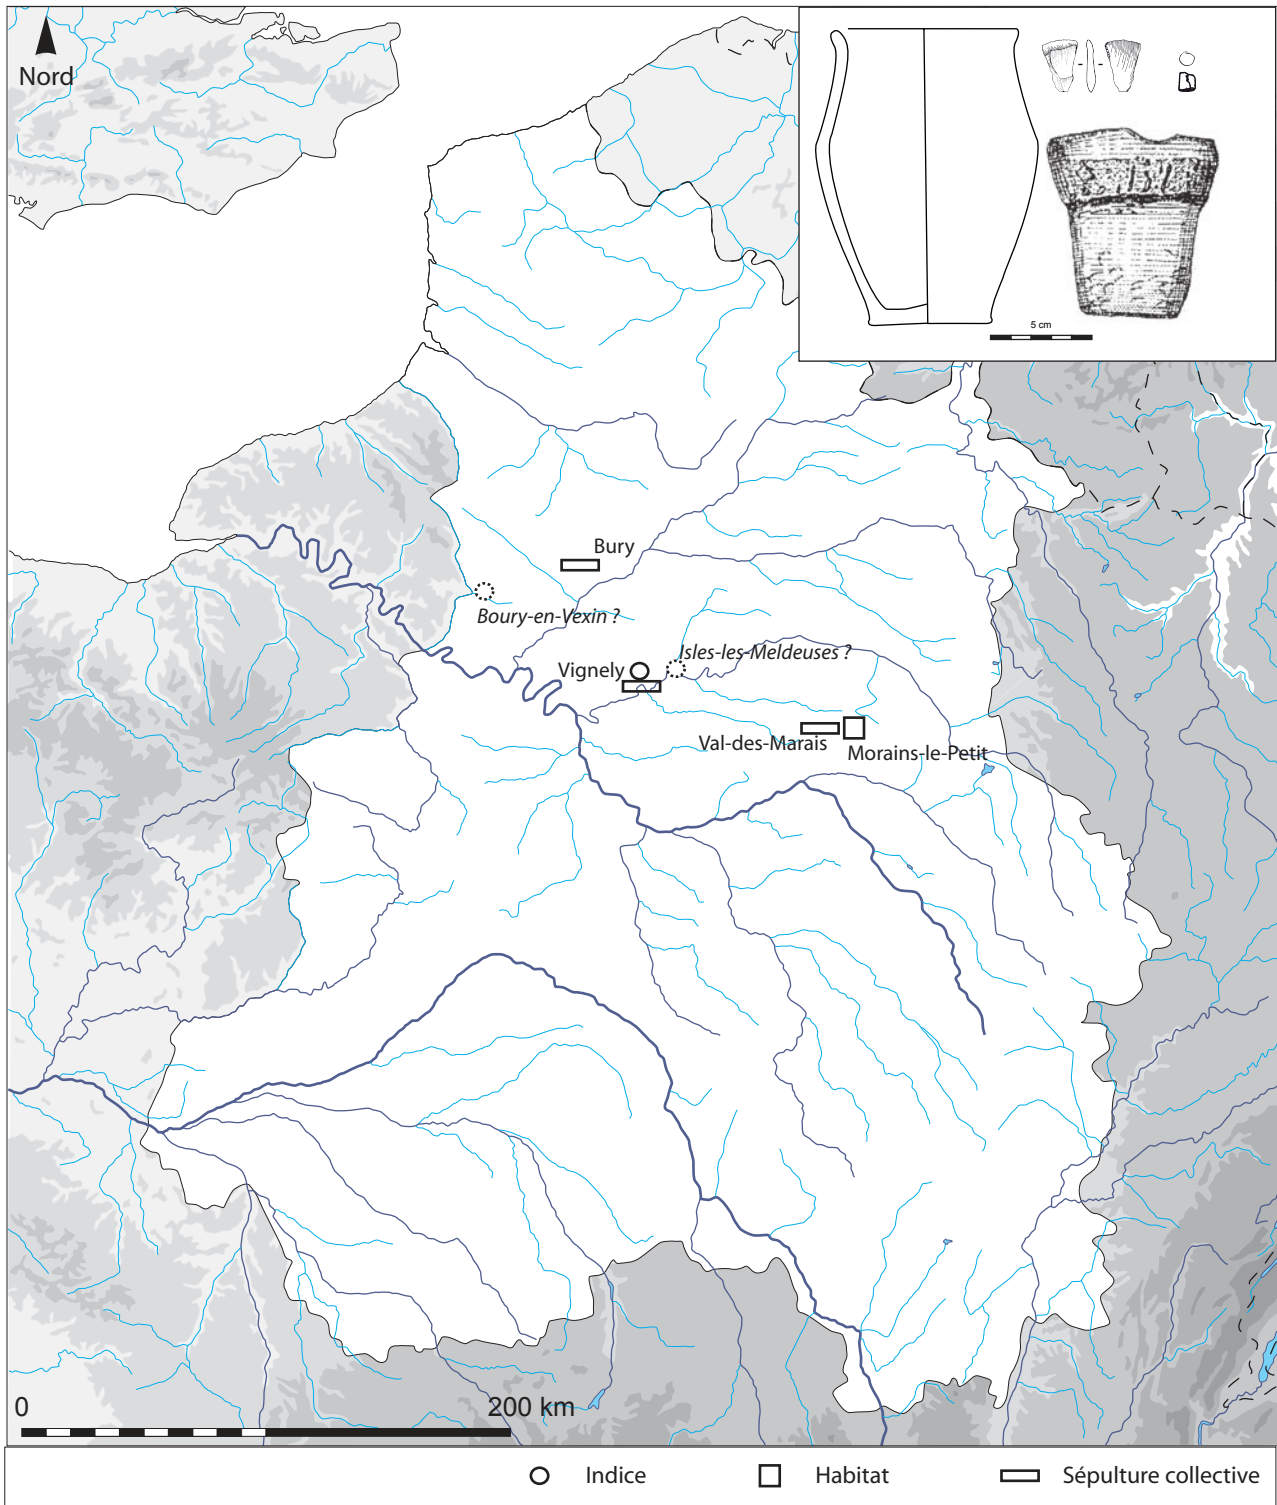 Nord
5 cm
Bury
Boury-en-Vexin ?
Isles-les-Meldeuses ?
Vignely
Val-des-Marais
Morains-le-Petit
0 200 km
Indice Habitat Sépulture collective